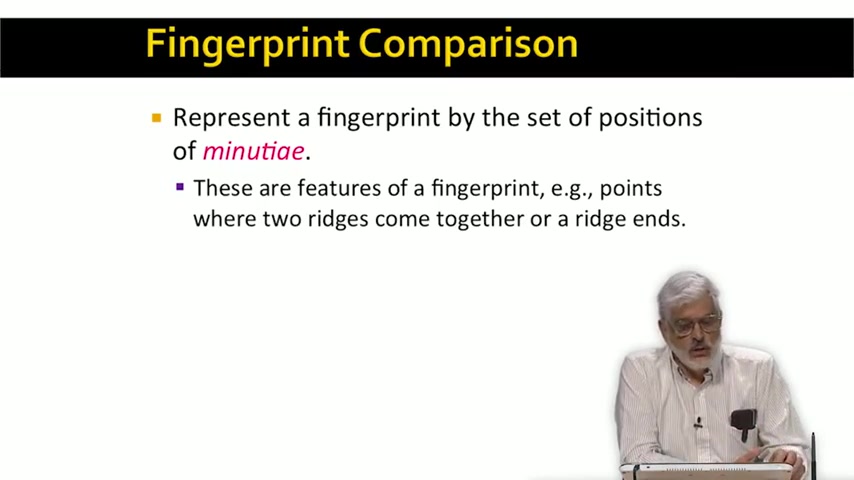 Fingerprint Comparison
Represent a fingerprint by the set of positions
of minutiae.
These are features of a fingerprint, e.g., points
where two ridges come together or a ridge ends.